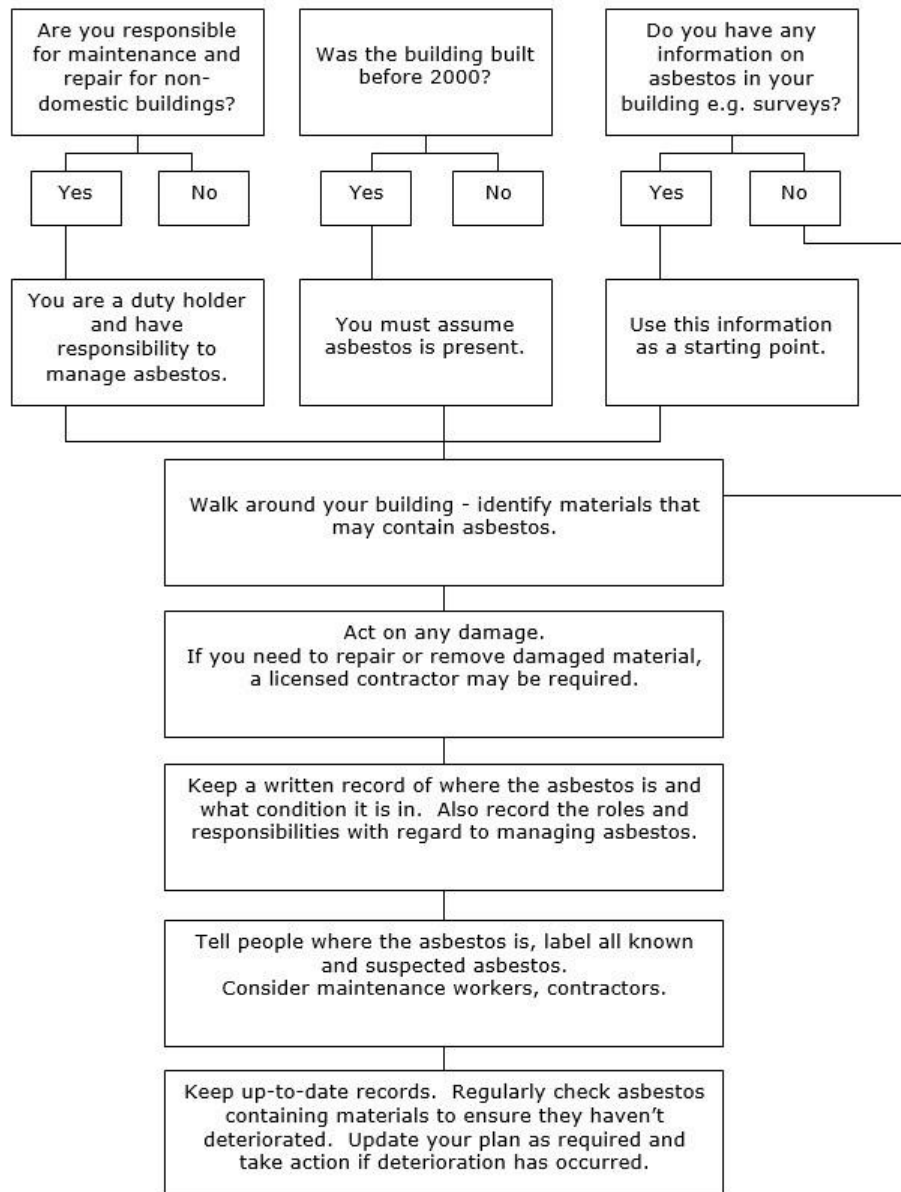 Are you responsible
for maintenance and
repair for non-
domestic buildings?
Was the building built
before 2000?
Do you have any
information on
asbestos in your
building e.g. surveys?
Yes
No
Yes
No
Yes
No
You are a duty holder
and have
responsibility to
manage asbestos.
You must assume
asbestos is present.
Use this information
as a starting point.
Walk around your building - identify materials that
may contain asbestos.
Act on any damage.
If you need to repair or remove damaged material,
a licensed contractor may be required.
Keep a written record of where the asbestos is and
what condition it is in.  Also record the roles and
responsibilities with regard to managing asbestos.
Tell people where the asbestos is, label all known
and suspected asbestos.
Consider maintenance workers, contractors.
Keep up-to-date records.  Regularly check asbestos
containing materials to ensure they haven’t
deteriorated.  Update your plan as required and
take action if deterioration has occurred.